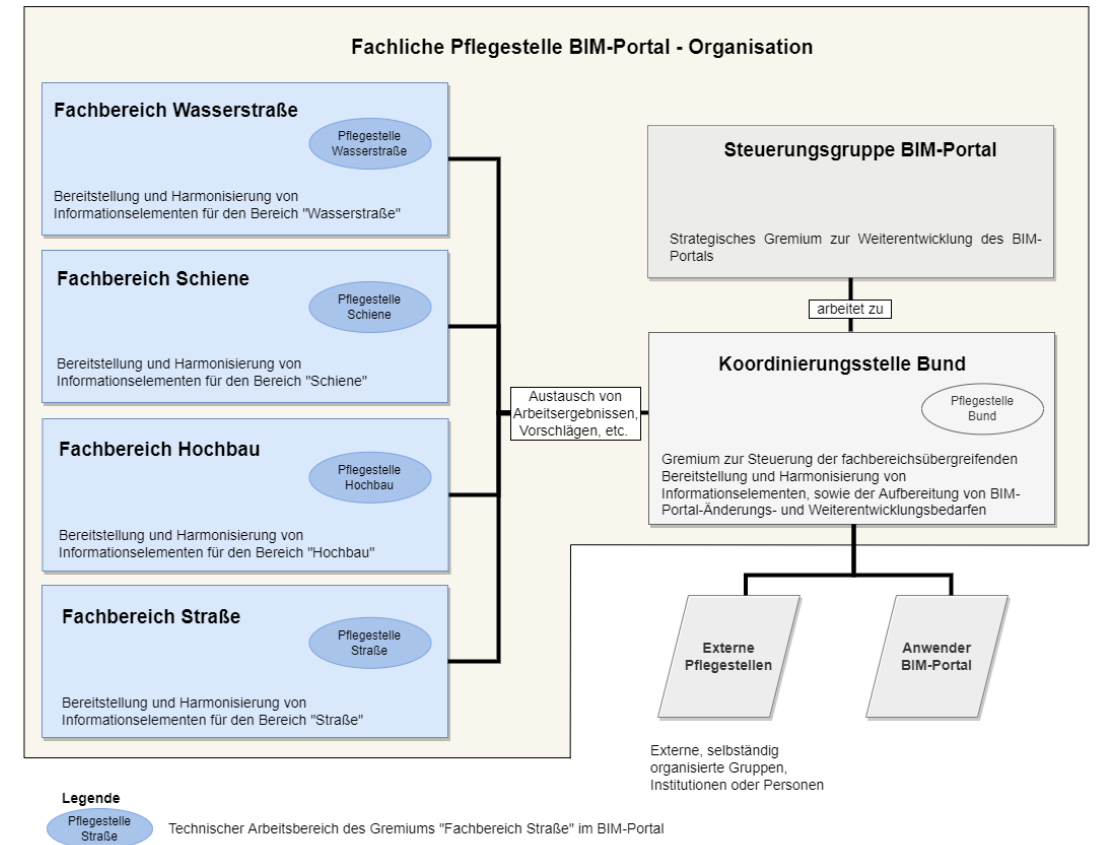 Fachliche Pflegestelle BIM-Portal - Organisation
Fachbereich Wasserstraße
Pflegestelle
Wasserstraße
Bereitstellung und Harmonisierung von
Informationselementen für den Bereich "Wasserstraße"
Fachbereich Schiene
Pflegestelle
Schiene
Bereitstellung und Harmonisierung von
Informationselementen für den Bereich "Schiene"
Fachbereich Hochbau
Pflegestelle
Hochbau
Bereitstellung und Harmonisierung von
Informationselementen für den Bereich "Hochbau"
Fachbereich Straße
Pflegestelle
Straße
Bereitstellung und Harmonisierung von
Informationselementen für den Bereich "Straße"
Austausch von
Arbeitsergebnissen,
Vorschlägen, etc.
Steuerungsgruppe BIM-Portal
Strategisches Gremium zur Weiterentwicklung des BIM-
Portals
arbeitet zu
Koordinierungsstelle Bund
Pflegestelle
Bund
Gremium zur Steuerung der fachbereichsübergreifenden
Bereitstellung und Harmonisierung von
Informationselementen, sowie der Aufbereitung von BIM-
Portal-Änderungs- und Weiterentwicklungsbedarfen
Externe
Pflegestellen
Anwender
BIM-Portal
Externe, selbständig
organisierte Gruppen,
Institutionen oder Personen
Legende
Pflegestelle
Straße
Technischer Arbeitsbereich des Gremiums "Fachbereich Straße" im BIM-Portal